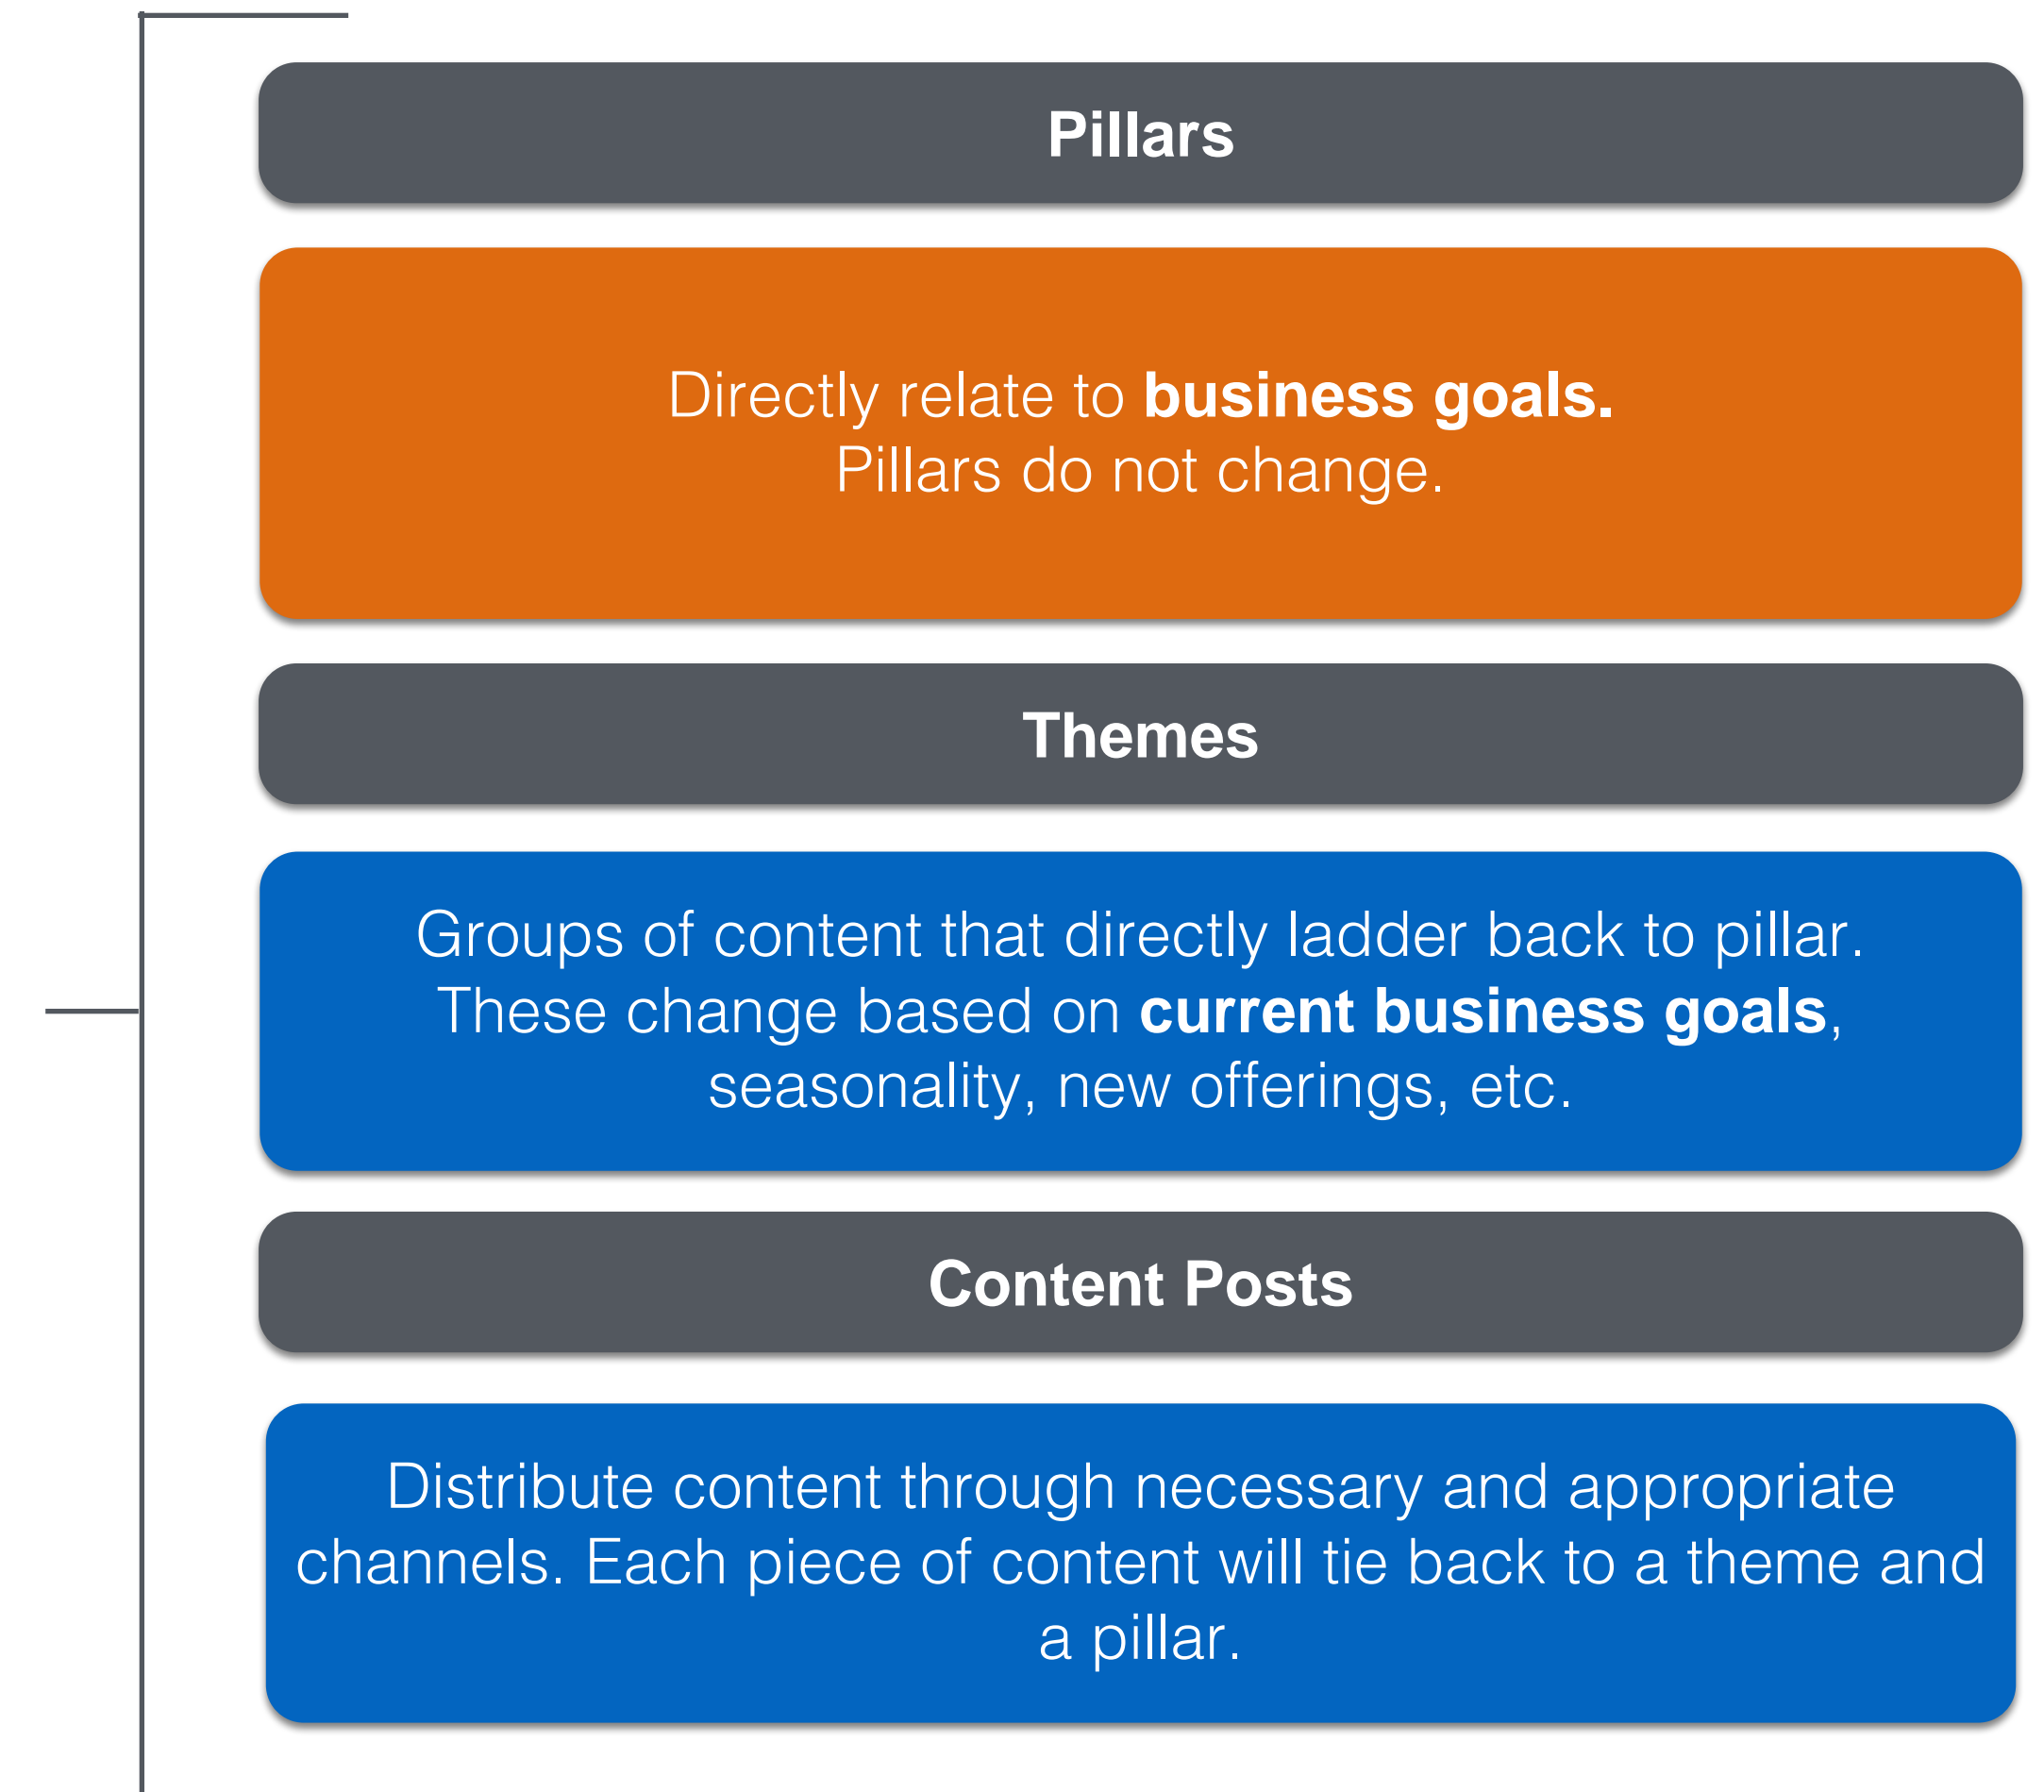 Pillars
Directly relate to business goals.
Pillars do not change.
Themes
Groups of content that directly ladder back to pillar.
These change based on current business goals,
seasonality, new offerings, etc.
Content Posts
Distribute content through necessary and appropriate
channels. Each piece of content will tie back to a theme and
a pillar.